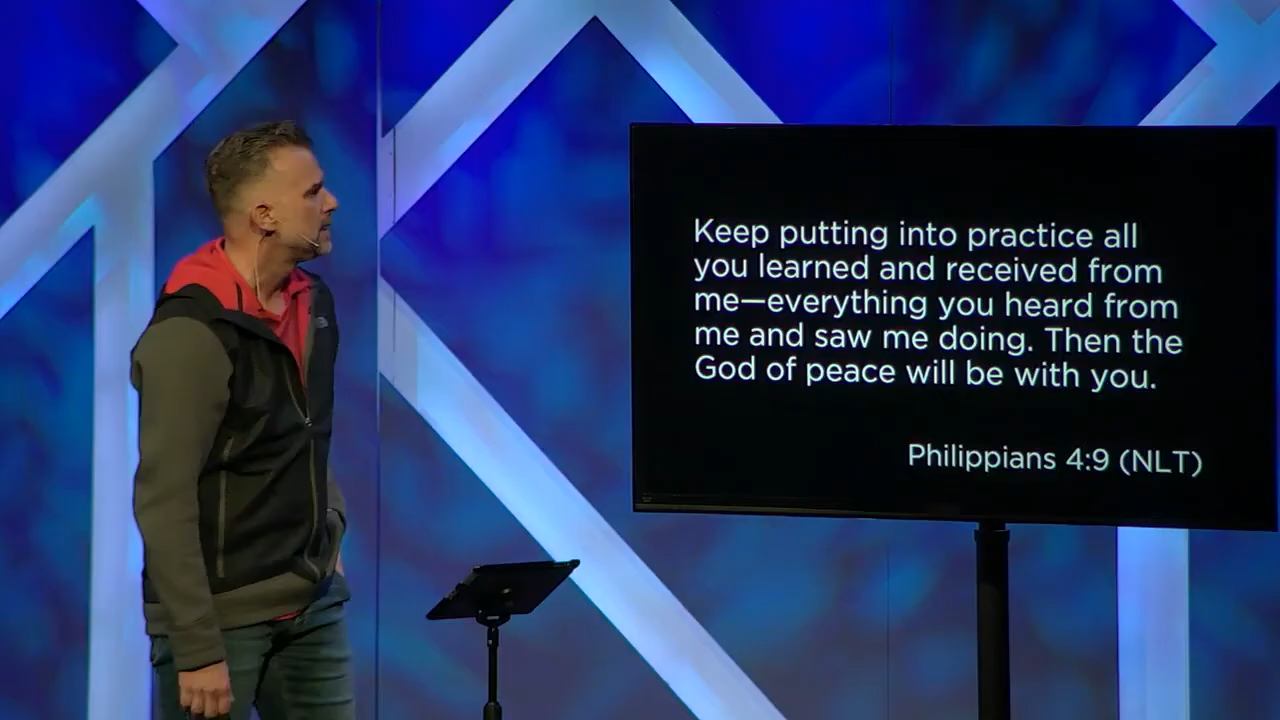 Keep putting into practice all
you learned and received from
me—everything you heard from
me and saw me doing. Then the
God of peace will be with you.
Philippians 4:9 (NLT)